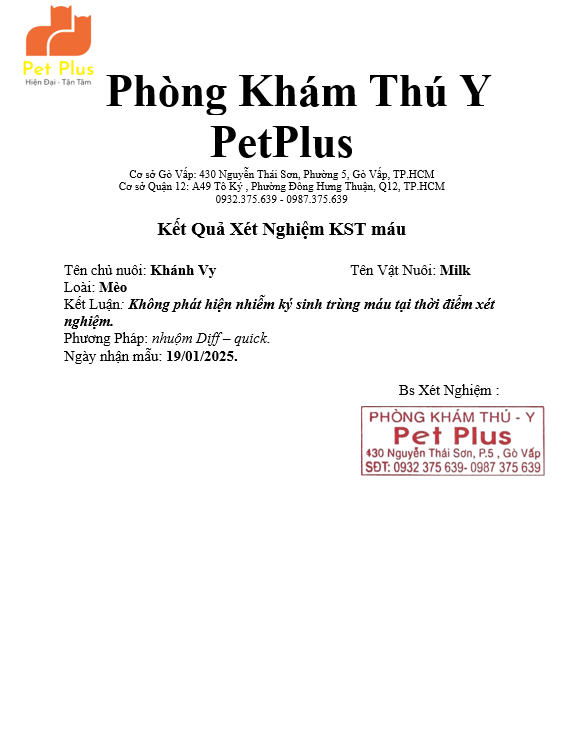 Pet Plus
Hiện Đại - Tận Tâm
Phòng Khám Thú Y
PetPlus
Cơ sở Gò Vấp: 430 Nguyễn Thái Sơn, Phường 5, Gò Vấp, TP.HCM
Cơ sở Quận 12: A49 Tô Ký , Phường Đông Hưng Thuận, Q12, TP.HCM
0932.375.639 - 0987.375.639
Kết Quả Xét Nghiệm KST máu
Tên chủ nuôi: Khánh Vy Tên Vật Nuôi: Milk
Loài: Mèo
Kết Luận: Không phát hiện nhiễm ký sinh trùng máu tại thời điểm xét
nghiệm.
Phương Pháp: nhuộm Diff – quick.
Ngày nhận mẫu: 19/01/2025.
Bs Xét Nghiệm :
PHÒNG KHÁM THÚ - Y
Pet Plus
430 Nguyễn Thái Sơn, P.5 , Gò Vấp
SĐT: 0932 375 639- 0987 375 639